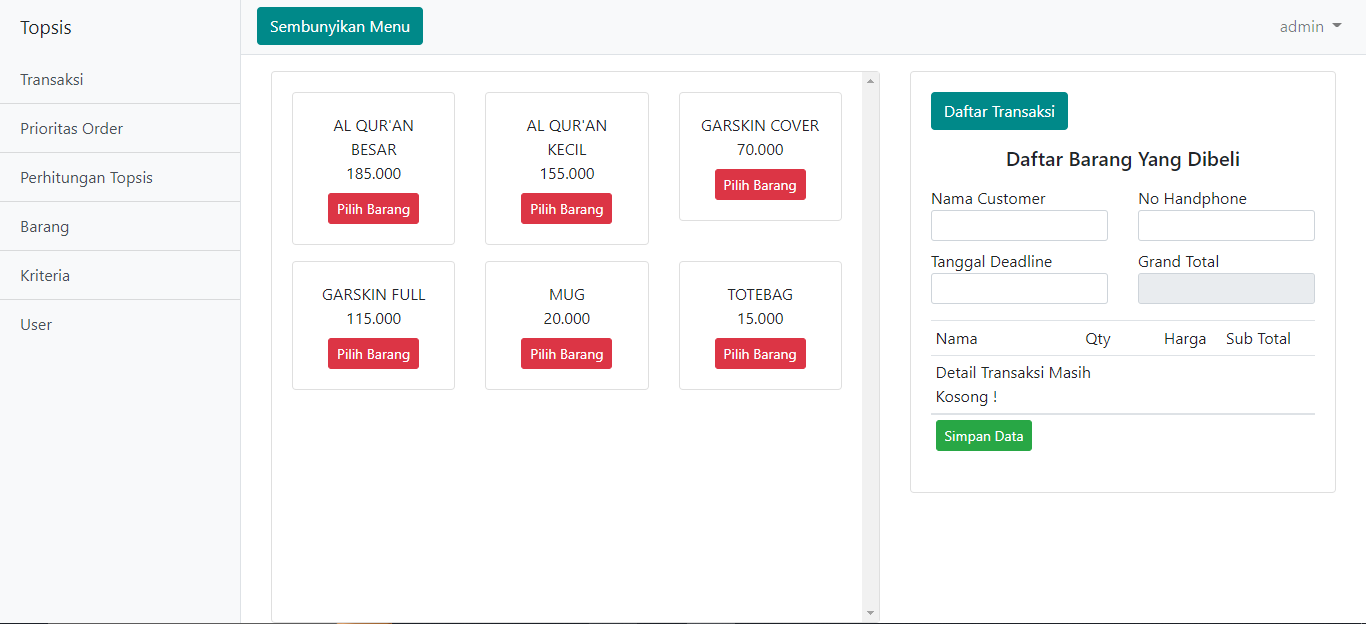 Topsis
Sembunyikan Menu
admin
Transaksi
Prioritas Order
Perhitungan Topsis
Barang
Kriteria
User
AL QUR'AN
BESAR
185.000
Pilih Barang
AL QUR'AN
KECIL
155.000
Pilih Barang
GARSKIN COVER
70.000
Pilih Barang
GARSKIN FULL
115.000
Pilih Barang
MUG
20.000
Pilih Barang
TOTEBAG
15.000
Pilih Barang
Daftar Transaksi
Daftar Barang Yang Dibeli
Nama Customer
No Handphone
Tanggal Deadline
Grand Total
Nama Qty Harga Sub Total
Detail Transaksi Masih
Kosong !
Simpan Data